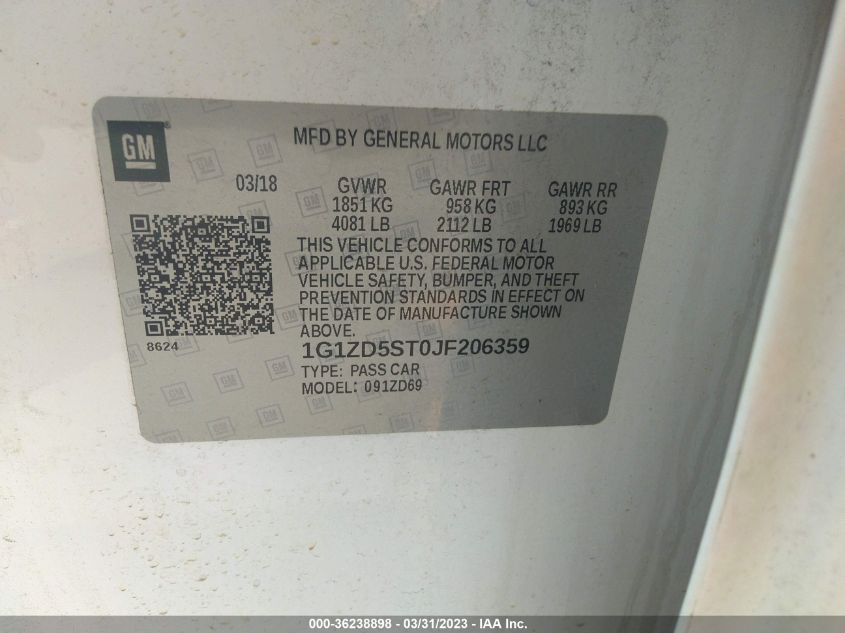 GM
MFD BY GENERAL MOTORS LLC
03/18 GVWR GAWR FRT GAWR RR
1851 KG 958 KG 893 KG
4081 LB 2112 LB 1969 LB
THIS VEHICLE CONFORMS TO ALL
APPLICABLE U.S. FEDERAL MOTOR
VEHICLE SAFETY, BUMPER, AND THEFT
PREVENTION STANDARDS IN EFFECT ON
THE DATE OF MANUFACTURE SHOWN
ABOVE.
8624
1G1ZD5ST0JF206359
TYPE: PASS CAR
MODEL: 091ZD69
000-36238898 - 03/31/2023 - IAA Inc.